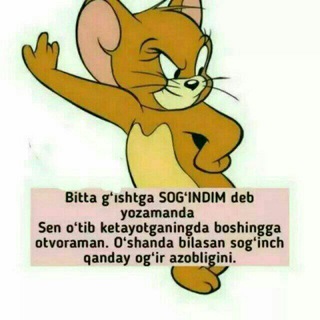 Bitta g‘ishtga SOG‘INDIM deb
yozamanda
Sen o‘tib ketayotganingda boshingga
otvoraman. O‘shanda bilasan sog‘inch
qanday og‘ir azobligini.